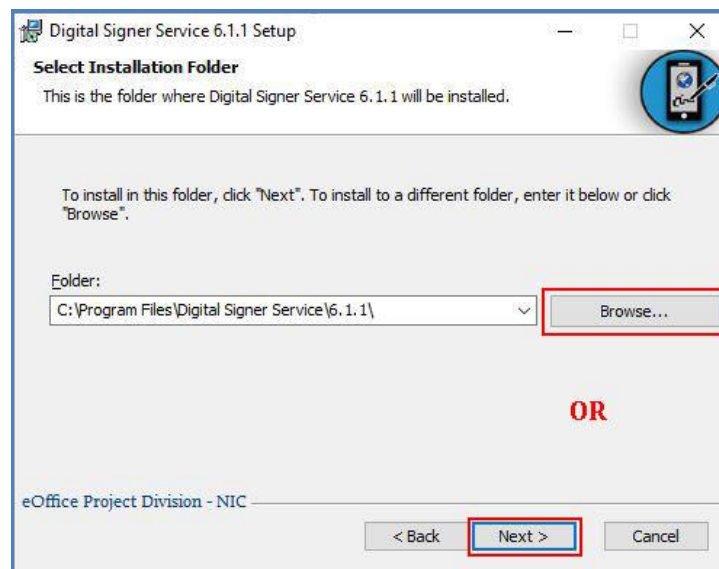 Digital Signer Service 6.1.1 Setup
Select Installation Folder
This is the folder where Digital Signer Service 6.1.1 will be installed.
To install in this folder, click "Next". To install to a different folder, enter it below or click
"Browse".
Folder:
C:\Program Files\Digital Signer Service\6.1.1\
Browse...
OR
eOffice Project Division - NIC
< Back
Next >
Cancel